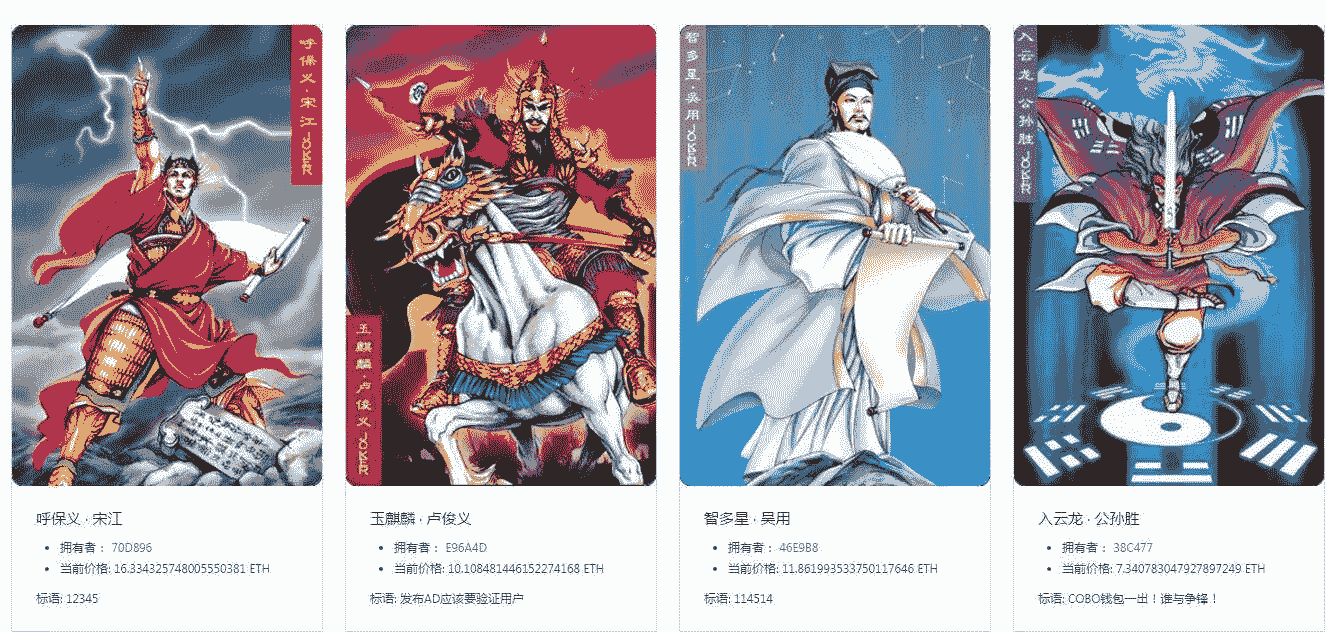 呼保义·宋江 JOKER
玉麒麟·卢俊义 JOKER
智多星·吴用 JOKER
入云龙·公孙胜 JOKER
呼保义 · 宋江
拥有者： 70D896
当前价格: 16.334325748005550381 ETH
标语: 12345
玉麒麟 · 卢俊义
拥有者： E96A4D
当前价格: 10.108481446152274168 ETH
标语: 发布AD应该要验证用户
智多星 · 吴用
拥有者： 46E9B8
当前价格: 11.861993533750117646 ETH
标语: 114514
入云龙 · 公孙胜
拥有者： 38C477
当前价格: 7.340783047927897249 ETH
标语: COBO钱包一出！谁与争锋！